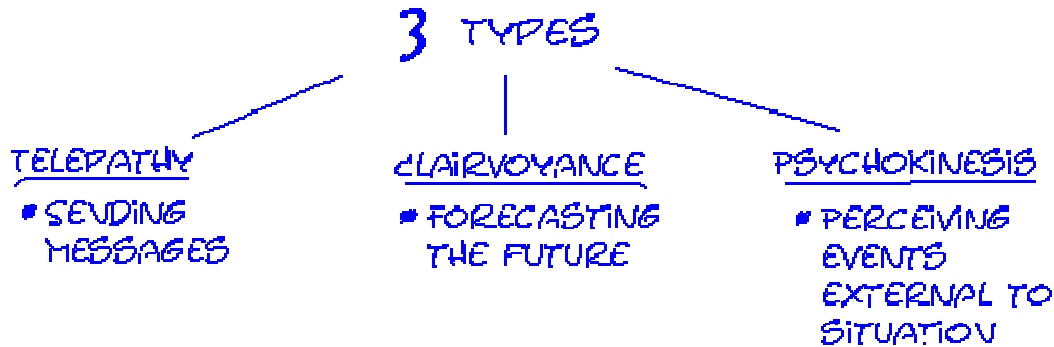 3 TYPES
TELEPATHY
CLAIRVOYANCE
PSYCHOKINESIS
• SENDING
MESSAGES
• FORECASTING
THE FUTURE
• PERCEIVING
EVENTS
EXTERNAL TO
SITUATION